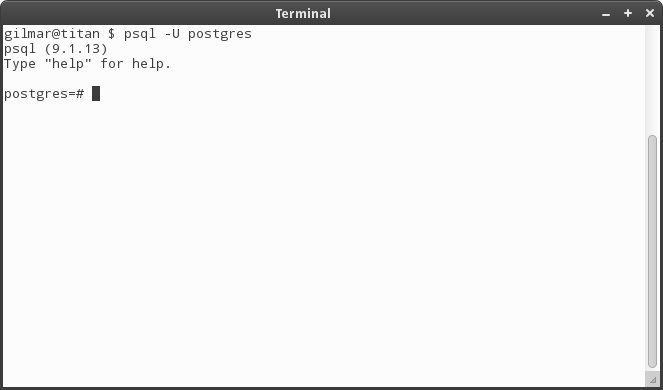 Terminal
gilmar@titan $ psql -U postgres
psql (9.1.13)
Type "help" for help.
postgres=#